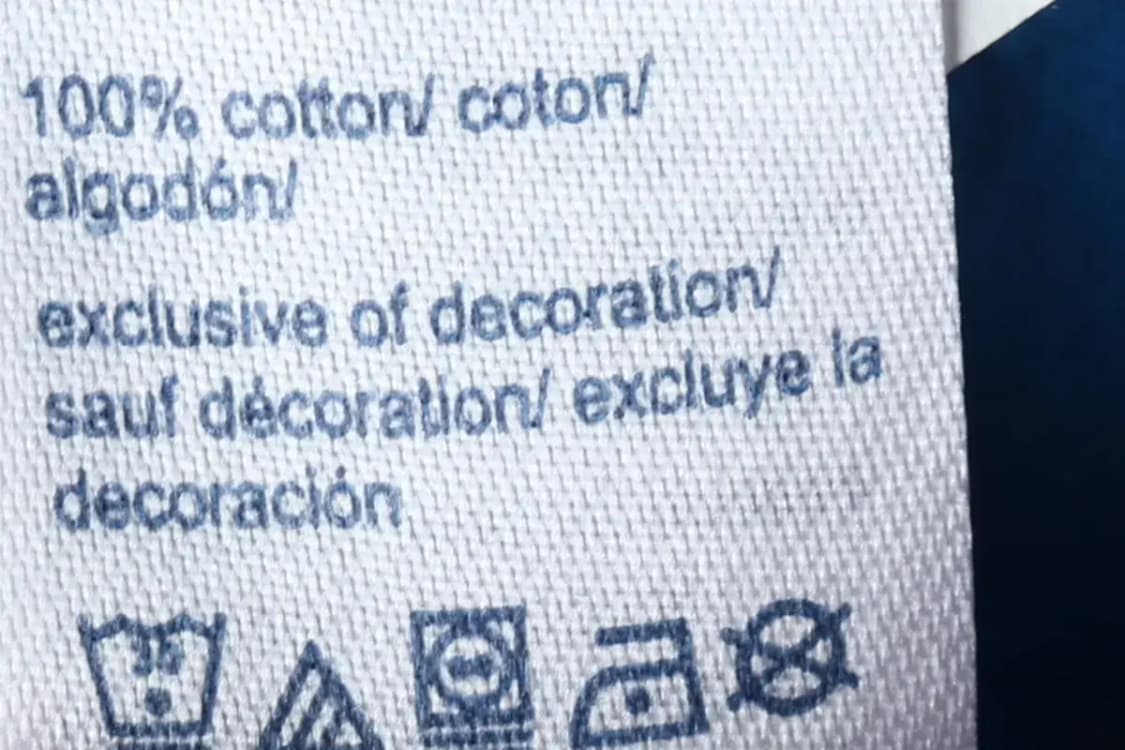 100% cotton/ coton/
algodón/
exclusive of decoration/
sauf décoration/ excluye la
decoración